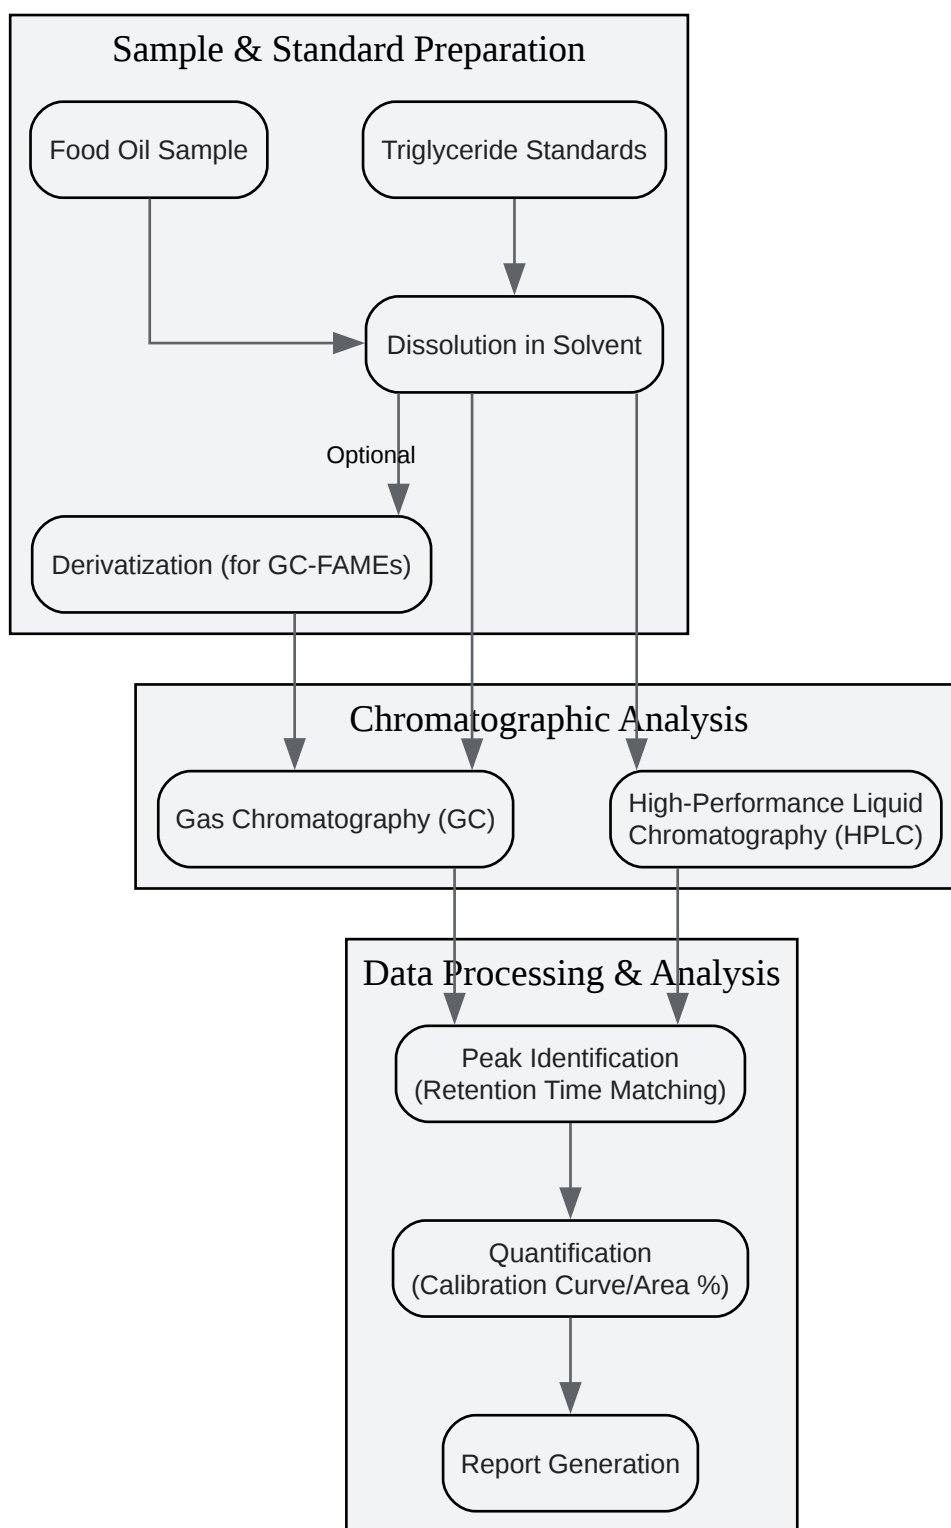 Sample & Standard Preparation
Food Oil Sample
Triglyceride Standards
Dissolution in Solvent
Optional
Derivatization (for GC-FAMEs)
Chromatographic Analysis
Gas Chromatography (GC)
High-Performance Liquid
Chromatography (HPLC)
Data Processing & Analysis
Peak Identification
(Retention Time Matching)
Quantification
(Calibration Curve/Area %)
Report Generation